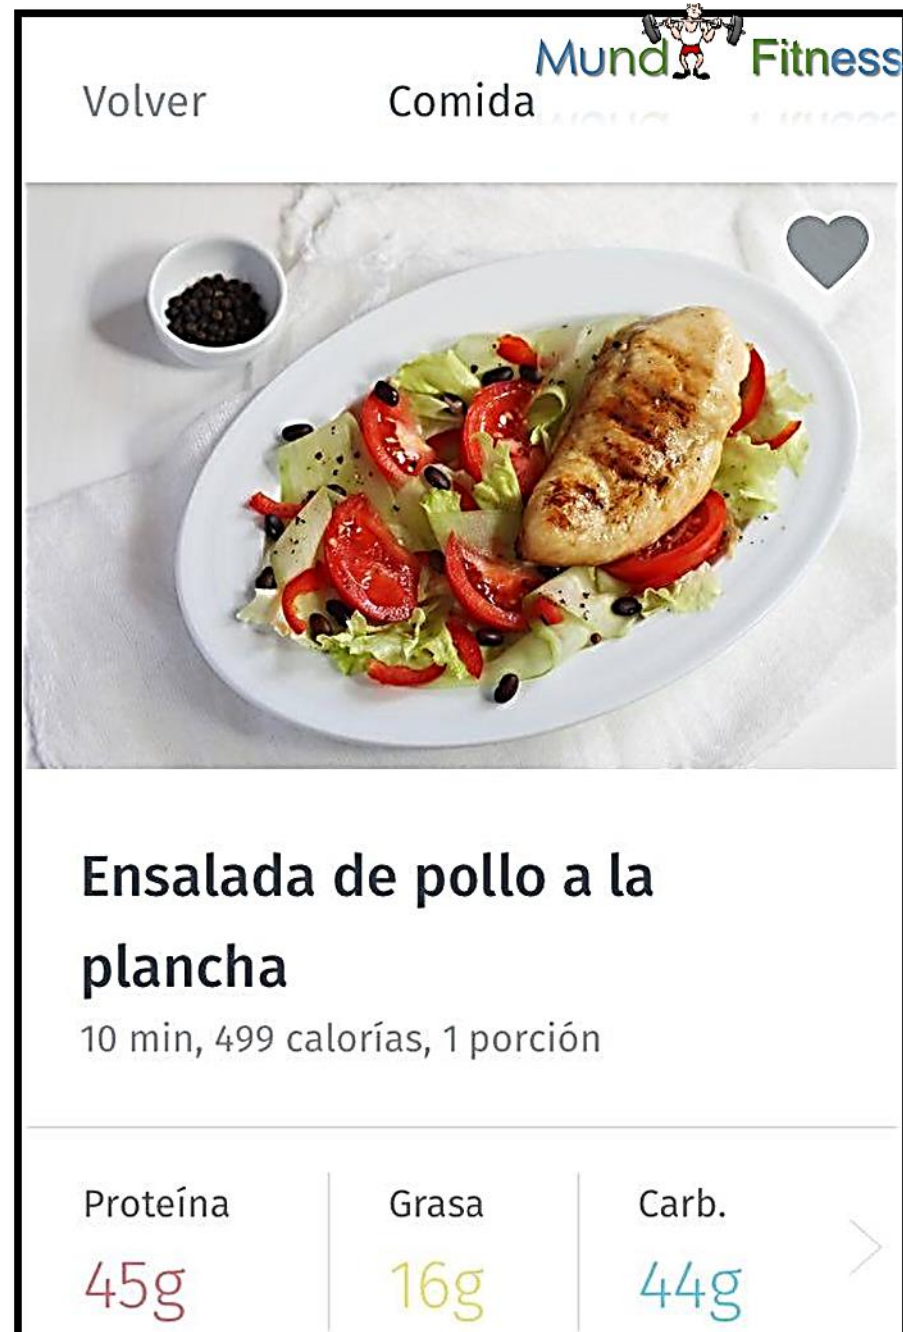 Mund Fitness
Volver
Comida
Ensalada de pollo a la
plancha
10 min, 499 calorías, 1 porción
Proteína
Grasa
Carb.
45g
16g
44g